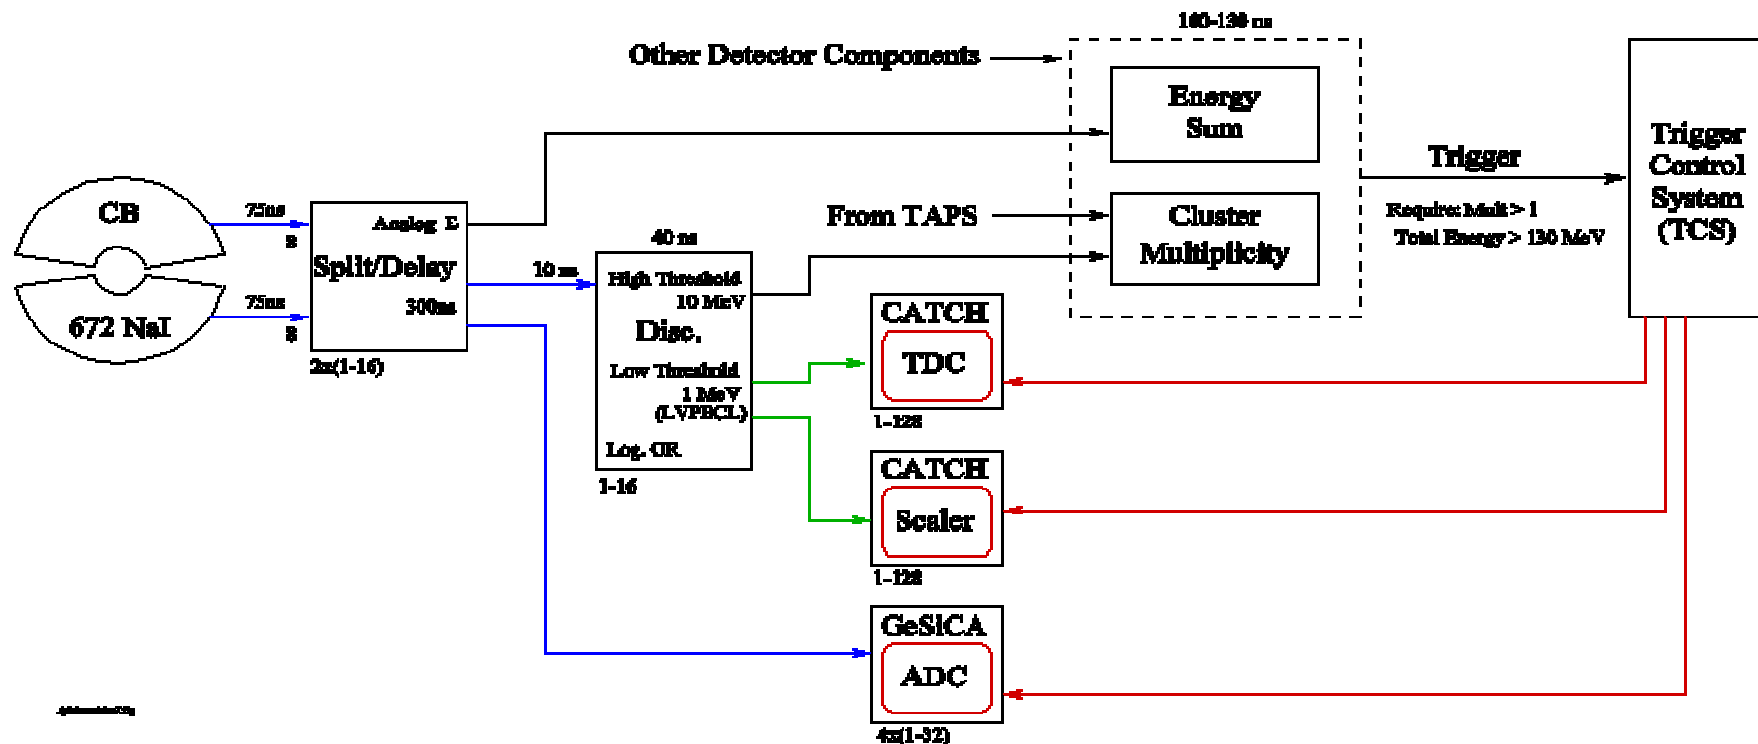 100-130 ns
Other Detector Components
Energy
Sum
Trigger
Control
System
(TCS)
Trigger
Require: Mult > 1
Total Energy > 130 MeV
CB
75ns
8
Analog Σ
Split/Delay
300ns
672 NaI
75ns
8
2x(1-16)
From TAPS
Cluster
Multiplicity
40 ns
10 ns
High Threshold
10 MeV
Disc.
Low Threshold
1 MeV
(LVPECL)
Log. OR
1-16
CATCH
TDC
1-128
CATCH
Scaler
1-128
GeSiCA
ADC
4x(1-32)